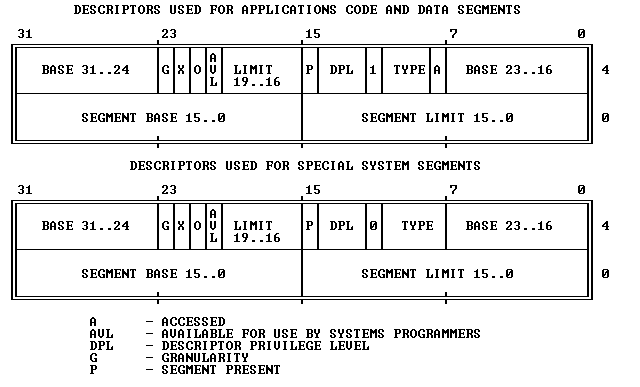 DESCRIPTORS USED FOR APPLICATIONS CODE AND DATA SEGMENTS
31 23 15 7 0
BASE 31..24 G X O AVL LIMIT 19..16 P DPL 1 TYPE A BASE 23..16 4
SEGMENT BASE 15..0 SEGMENT LIMIT 15..0 0
DESCRIPTORS USED FOR SPECIAL SYSTEM SEGMENTS
31 23 15 7 0
BASE 31..24 G X O AVL LIMIT 19..16 P DPL 0 TYPE BASE 23..16 4
SEGMENT BASE 15..0 SEGMENT LIMIT 15..0 0
A - ACCESSED
AVL - AVAILABLE FOR USE BY SYSTEMS PROGRAMMERS
DPL - DESCRIPTOR PRIVILEGE LEVEL
G - GRANULARITY
P - SEGMENT PRESENT